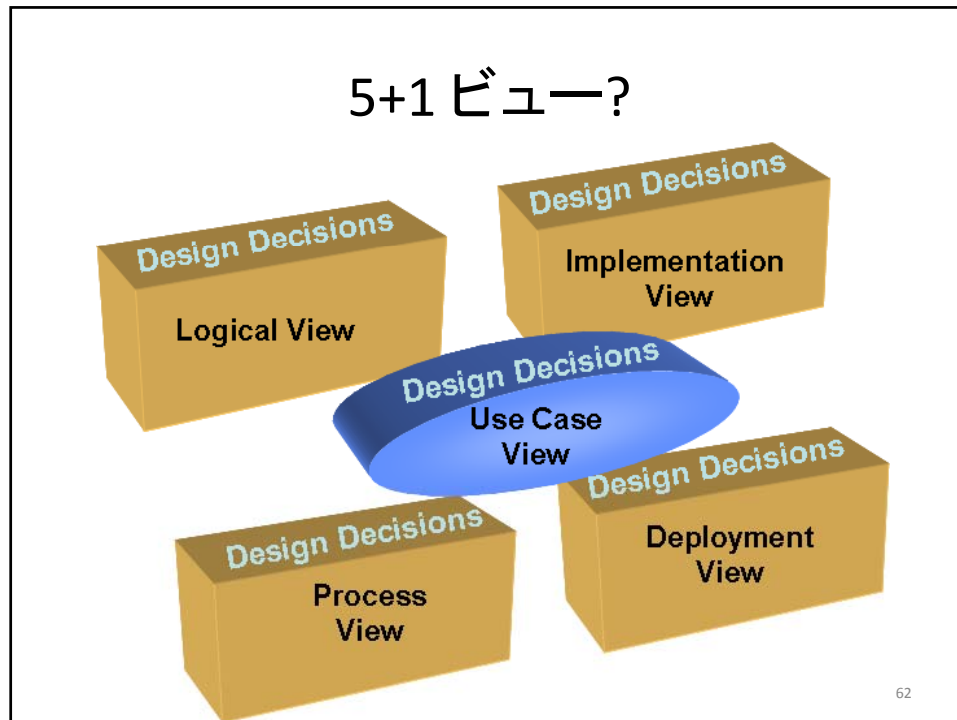 5+1 ビュー?
Design Decisions
Logical View
Design Decisions
Implementation
View
Design Decisions
Use Case
View
Design Decisions
Process
View
Design Decisions
Deployment
View
62